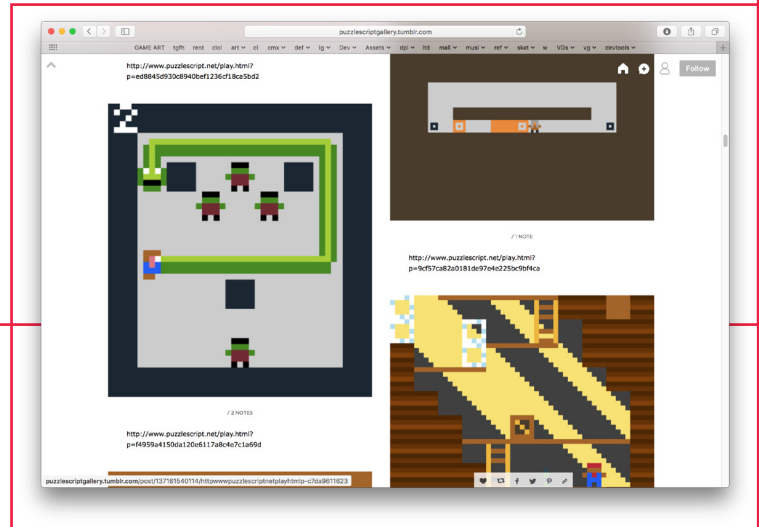 puzzlescriptgallery.tumblr.com
GAME ART tgfh rent clol art cl cmx def ig Dev Assets dpl ltd mail musi ref skat w VGs vg devtools
http://www.puzzlescript.net/play.html?
p=ed8845d930c8940bef1236cf18ca5bd2
Follow
/ 1 NOTE
http://www.puzzlescript.net/play.html?
p=9cf57ca82a0181de97e4e225bc9bf4ca
/ 2 NOTES
http://www.puzzlescript.net/play.html?
p=f4959a4150da120e6117a8c4e7c1a69d
puzzlescriptgallery.tumblr.com/post/137161540114/httpwwwpuzzlescriptnetplayhtmlp-c7da9611623